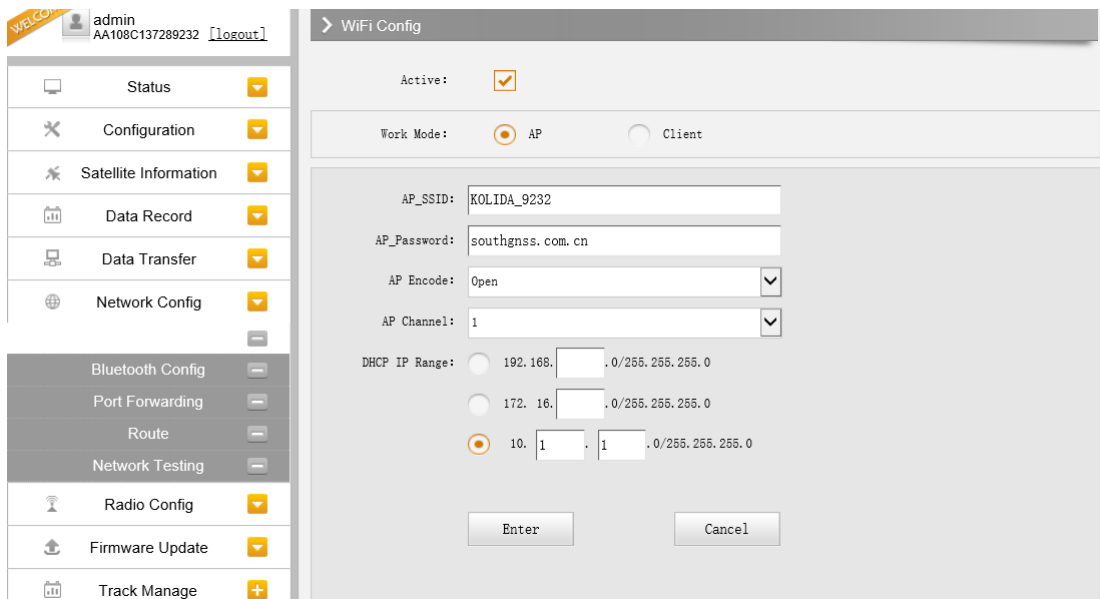 WELCOM
admin
AA108C137289232 [logout]
Status
Configuration
Satellite Information
Data Record
Data Transfer
Network Config
Bluetooth Config
Port Forwarding
Route
Network Testing
Radio Config
Firmware Update
Track Manage
WiFi Config
Active:
Work Mode: AP Client
AP_SSID: KOLIDA_9232
AP_Password: southgnss.com.cn
AP Encode: Open
AP Channel: 1
DHCP IP Range: 192.168. .0/255.255.255.0
172. 16. .0/255.255.255.0
10. 1 . 1 .0/255.255.255.0
Enter Cancel